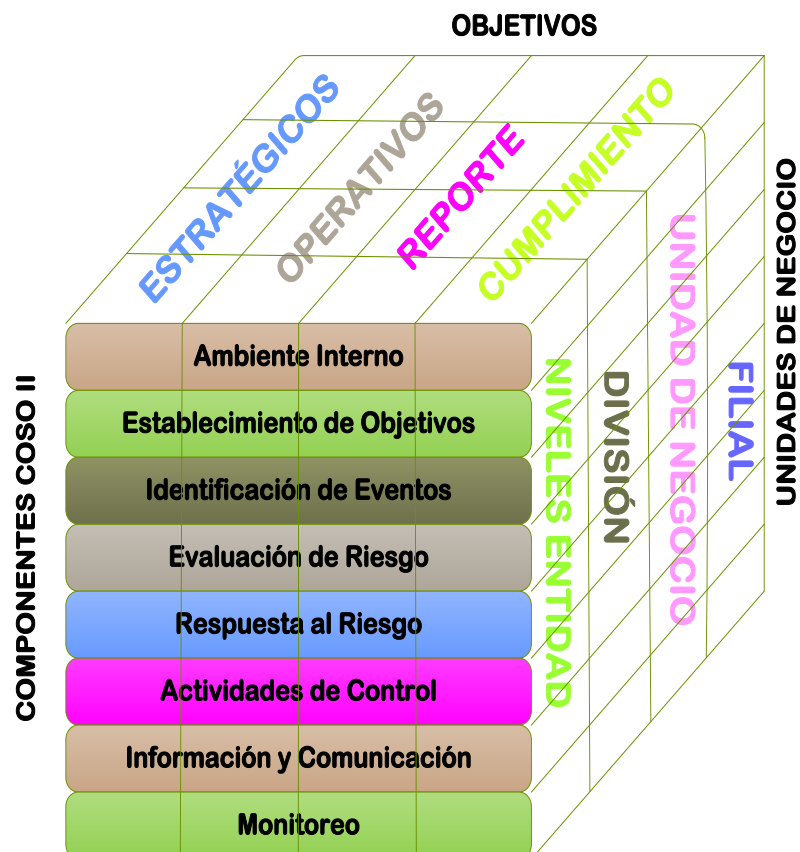 OBJETIVOS
ESTRATÉGICOS
OPERATIVOS
REPORTE
CUMPLIMIENTO
COMPONENTES COSO II
Ambiente Interno
Establecimiento de Objetivos
Identificación de Eventos
Evaluación de Riesgo
Respuesta al Riesgo
Actividades de Control
Información y Comunicación
Monitoreo
NIVELES ENTIDAD
DIVISIÓN
UNIDAD DE NEGOCIO
FILIAL
UNIDADES DE NEGOCIO